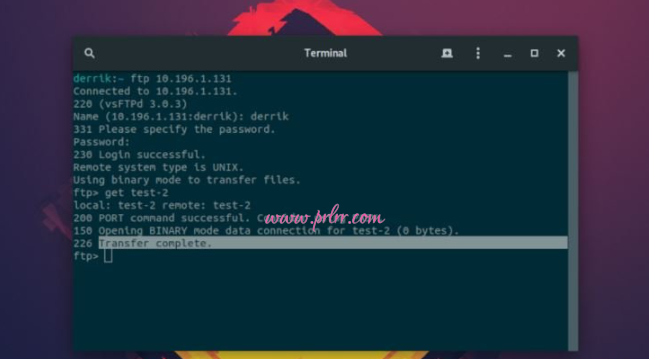 Terminal
derrik:~ ftp 10.196.1.131
Connected to 10.196.1.131.
220 (vsFTPd 3.0.3)
Name (10.196.1.131:derrik): derrik
331 Please specify the password.
Password:
230 Login successful.
Remote system type is UNIX.
Using binary mode to transfer files.
ftp> get test-2
local: test-2 remote: test-2
200 PORT command successful.
www.prlrr.com
150 Opening BINARY mode data connection for test-2 (0 bytes).
226 Transfer complete.
ftp>